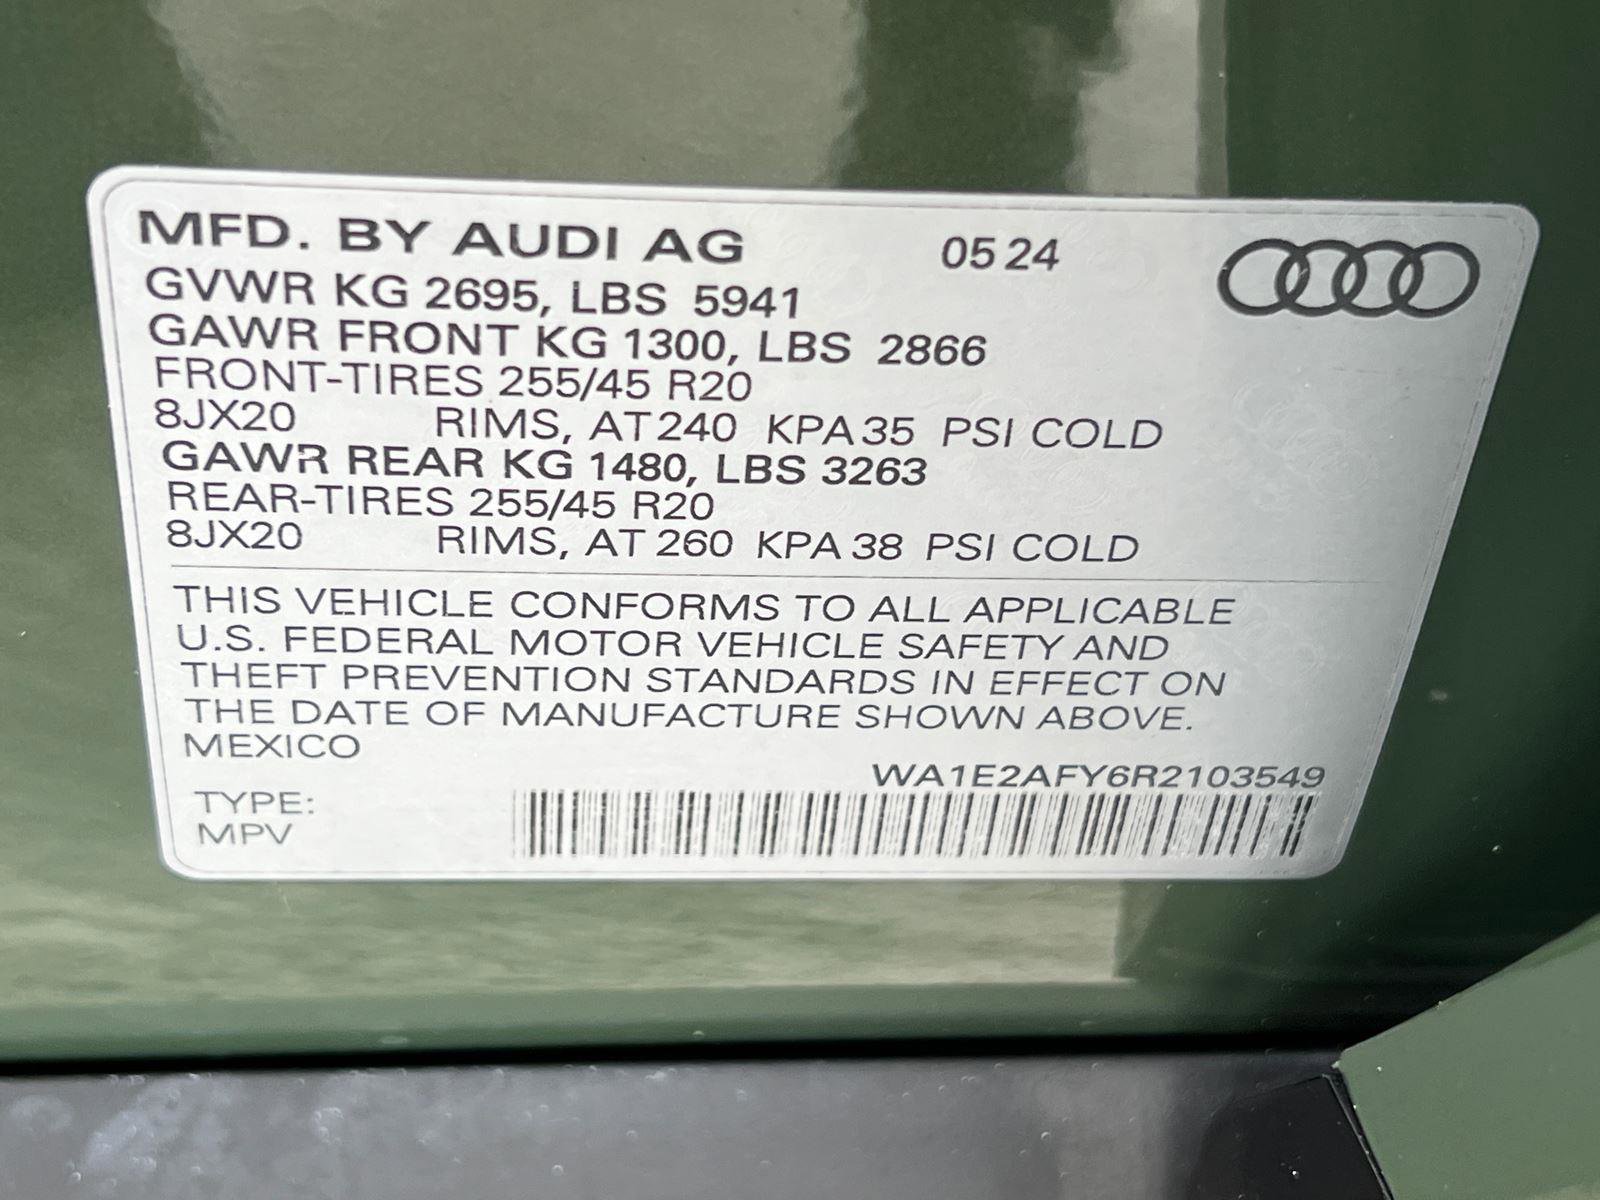 MFD. BY AUDI AG 05 24
GVWR KG 2695, LBS 5941
GAWR FRONT KG 1300, LBS 2866
FRONT-TIRES 255/45 R20
8JX20 RIMS, AT 240 KPA 35 PSI COLD
GAWR REAR KG 1480, LBS 3263
REAR-TIRES 255/45 R20
8JX20 RIMS, AT 260 KPA 38 PSI COLD
THIS VEHICLE CONFORMS TO ALL APPLICABLE
U.S. FEDERAL MOTOR VEHICLE SAFETY AND
THEFT PREVENTION STANDARDS IN EFFECT ON
THE DATE OF MANUFACTURE SHOWN ABOVE.
MEXICO
WA1E2AFY6R2103549
TYPE:
MPV